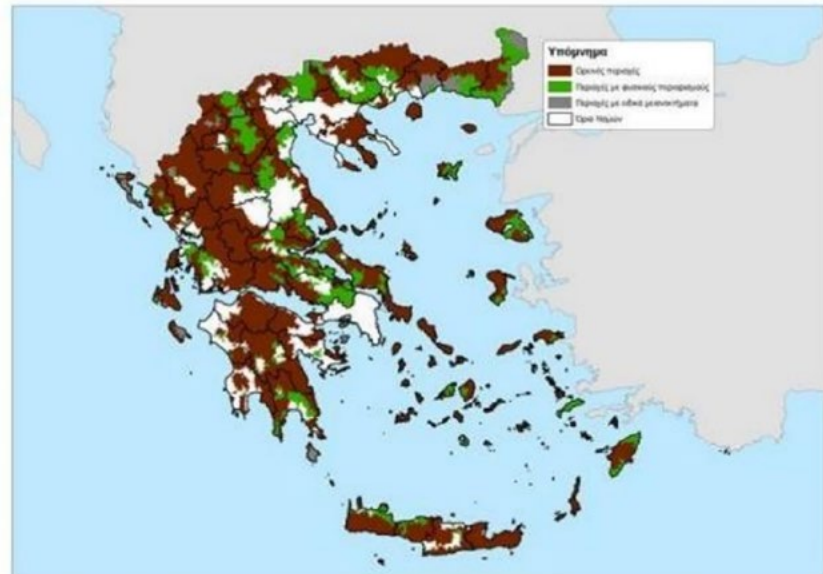 Υπόμνημα
Ορεινές περιοχές
Περιοχές με φυσικούς περιορισμούς
Περιοχές με ειδικά μειονεκτήματα
Όρια Νομών